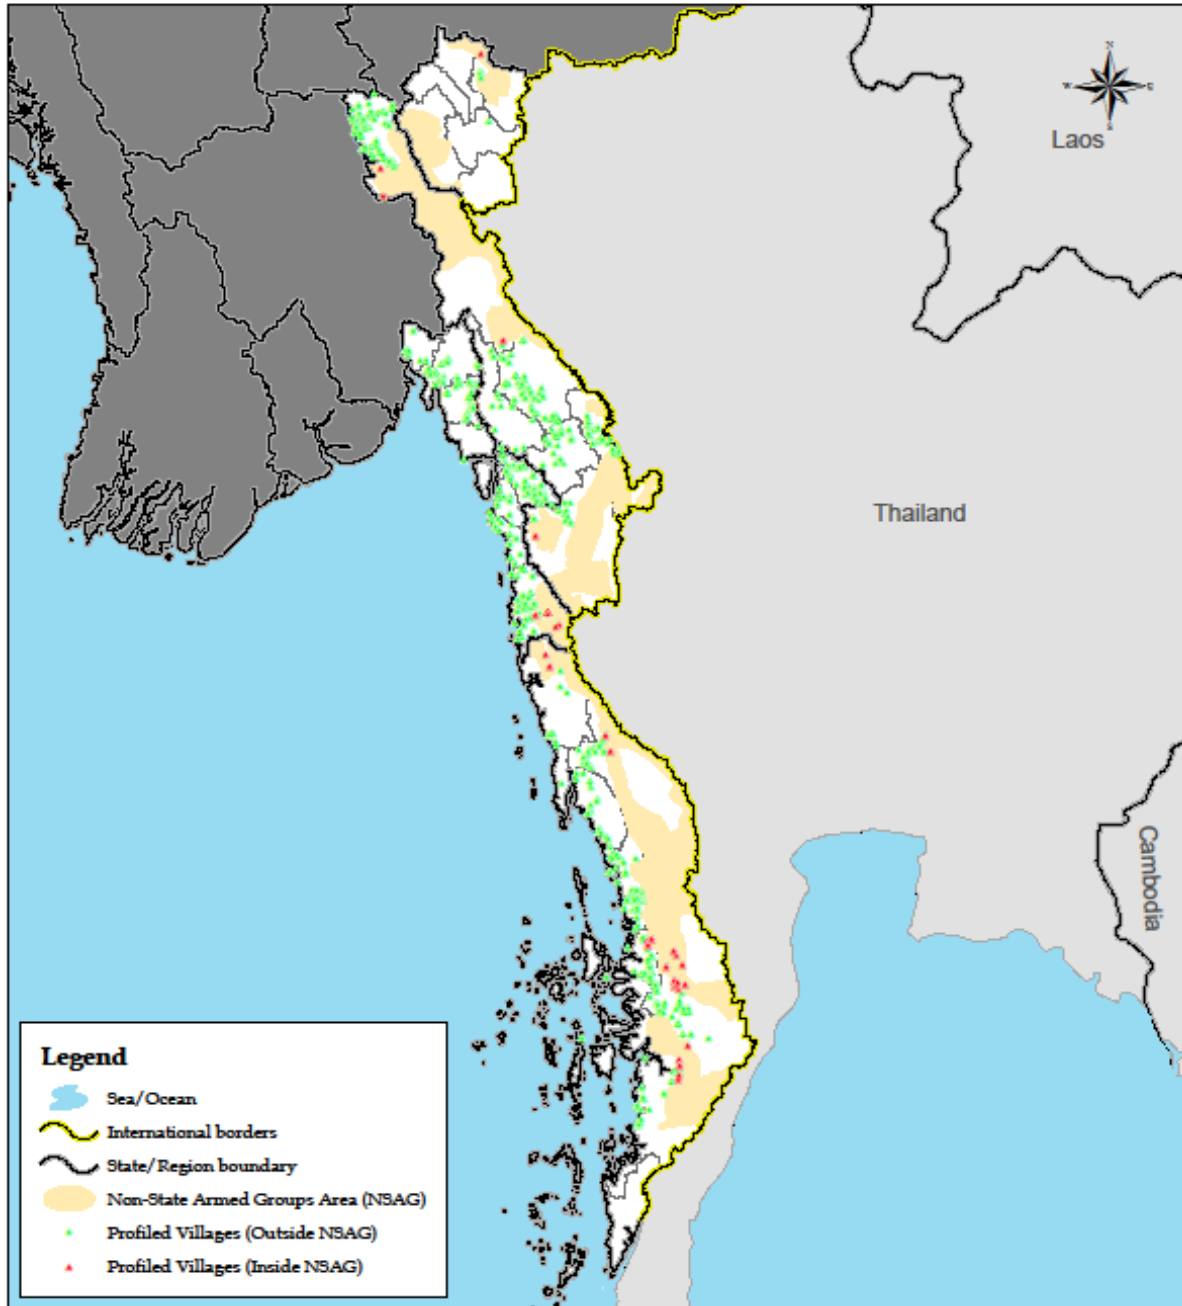 N
W
E
S
Laos
Thailand
Cambodia
Legend
Sea/Ocean
International borders
State/Region boundary
Non-State Armed Groups Area (NSAG)
Profiled Villages (Outside NSAG)
Profiled Villages (Inside NSAG)